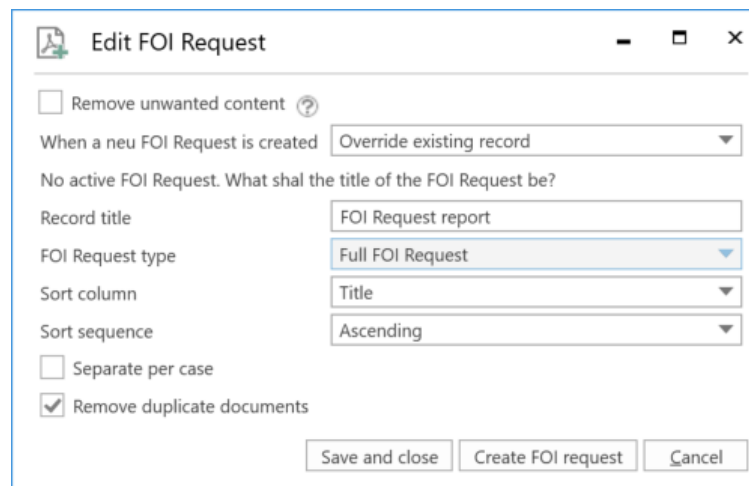 Edit FOI Request
Remove unwanted content ?
When a neu FOI Request is created Override existing record
No active FOI Request. What shal the title of the FOI Request be?
Record title FOI Request report
FOI Request type Full FOI Request
Sort column Title
Sort sequence Ascending
Separate per case
Remove duplicate documents
Save and close Create FOI request Cancel